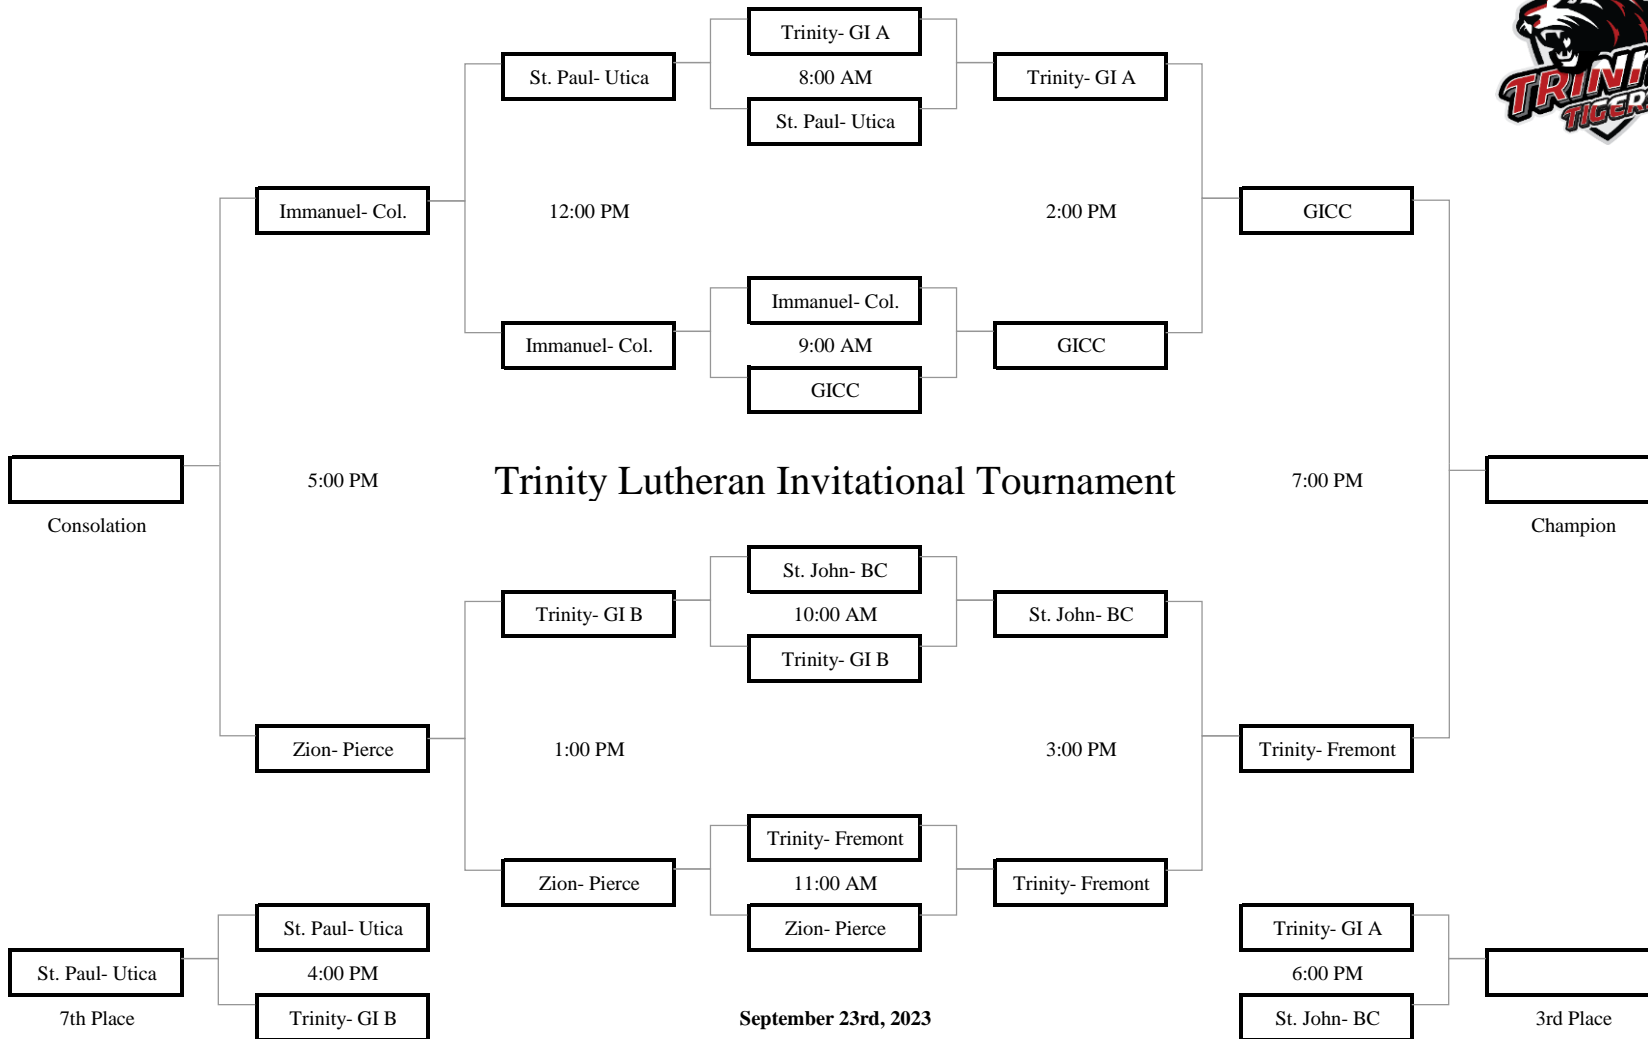 Trinity- GI A
St. Paul- Utica
8:00 AM
Trinity- GI A
St. Paul- Utica
Immanuel- Col.
12:00 PM
2:00 PM
GICC
Immanuel- Col.
Immanuel- Col.
9:00 AM
GICC
GICC
5:00 PM
Trinity Lutheran Invitational Tournament
7:00 PM
Consolation
Champion
St. John- BC
Trinity- GI B
10:00 AM
St. John- BC
Trinity- GI B
Zion- Pierce
1:00 PM
3:00 PM
Trinity- Fremont
Trinity- Fremont
Zion- Pierce
11:00 AM
Trinity- Fremont
St. Paul- Utica
Zion- Pierce
Trinity- GI A
St. Paul- Utica
4:00 PM
6:00 PM
7th Place
Trinity- GI B
September 23rd, 2023
St. John- BC
3rd Place